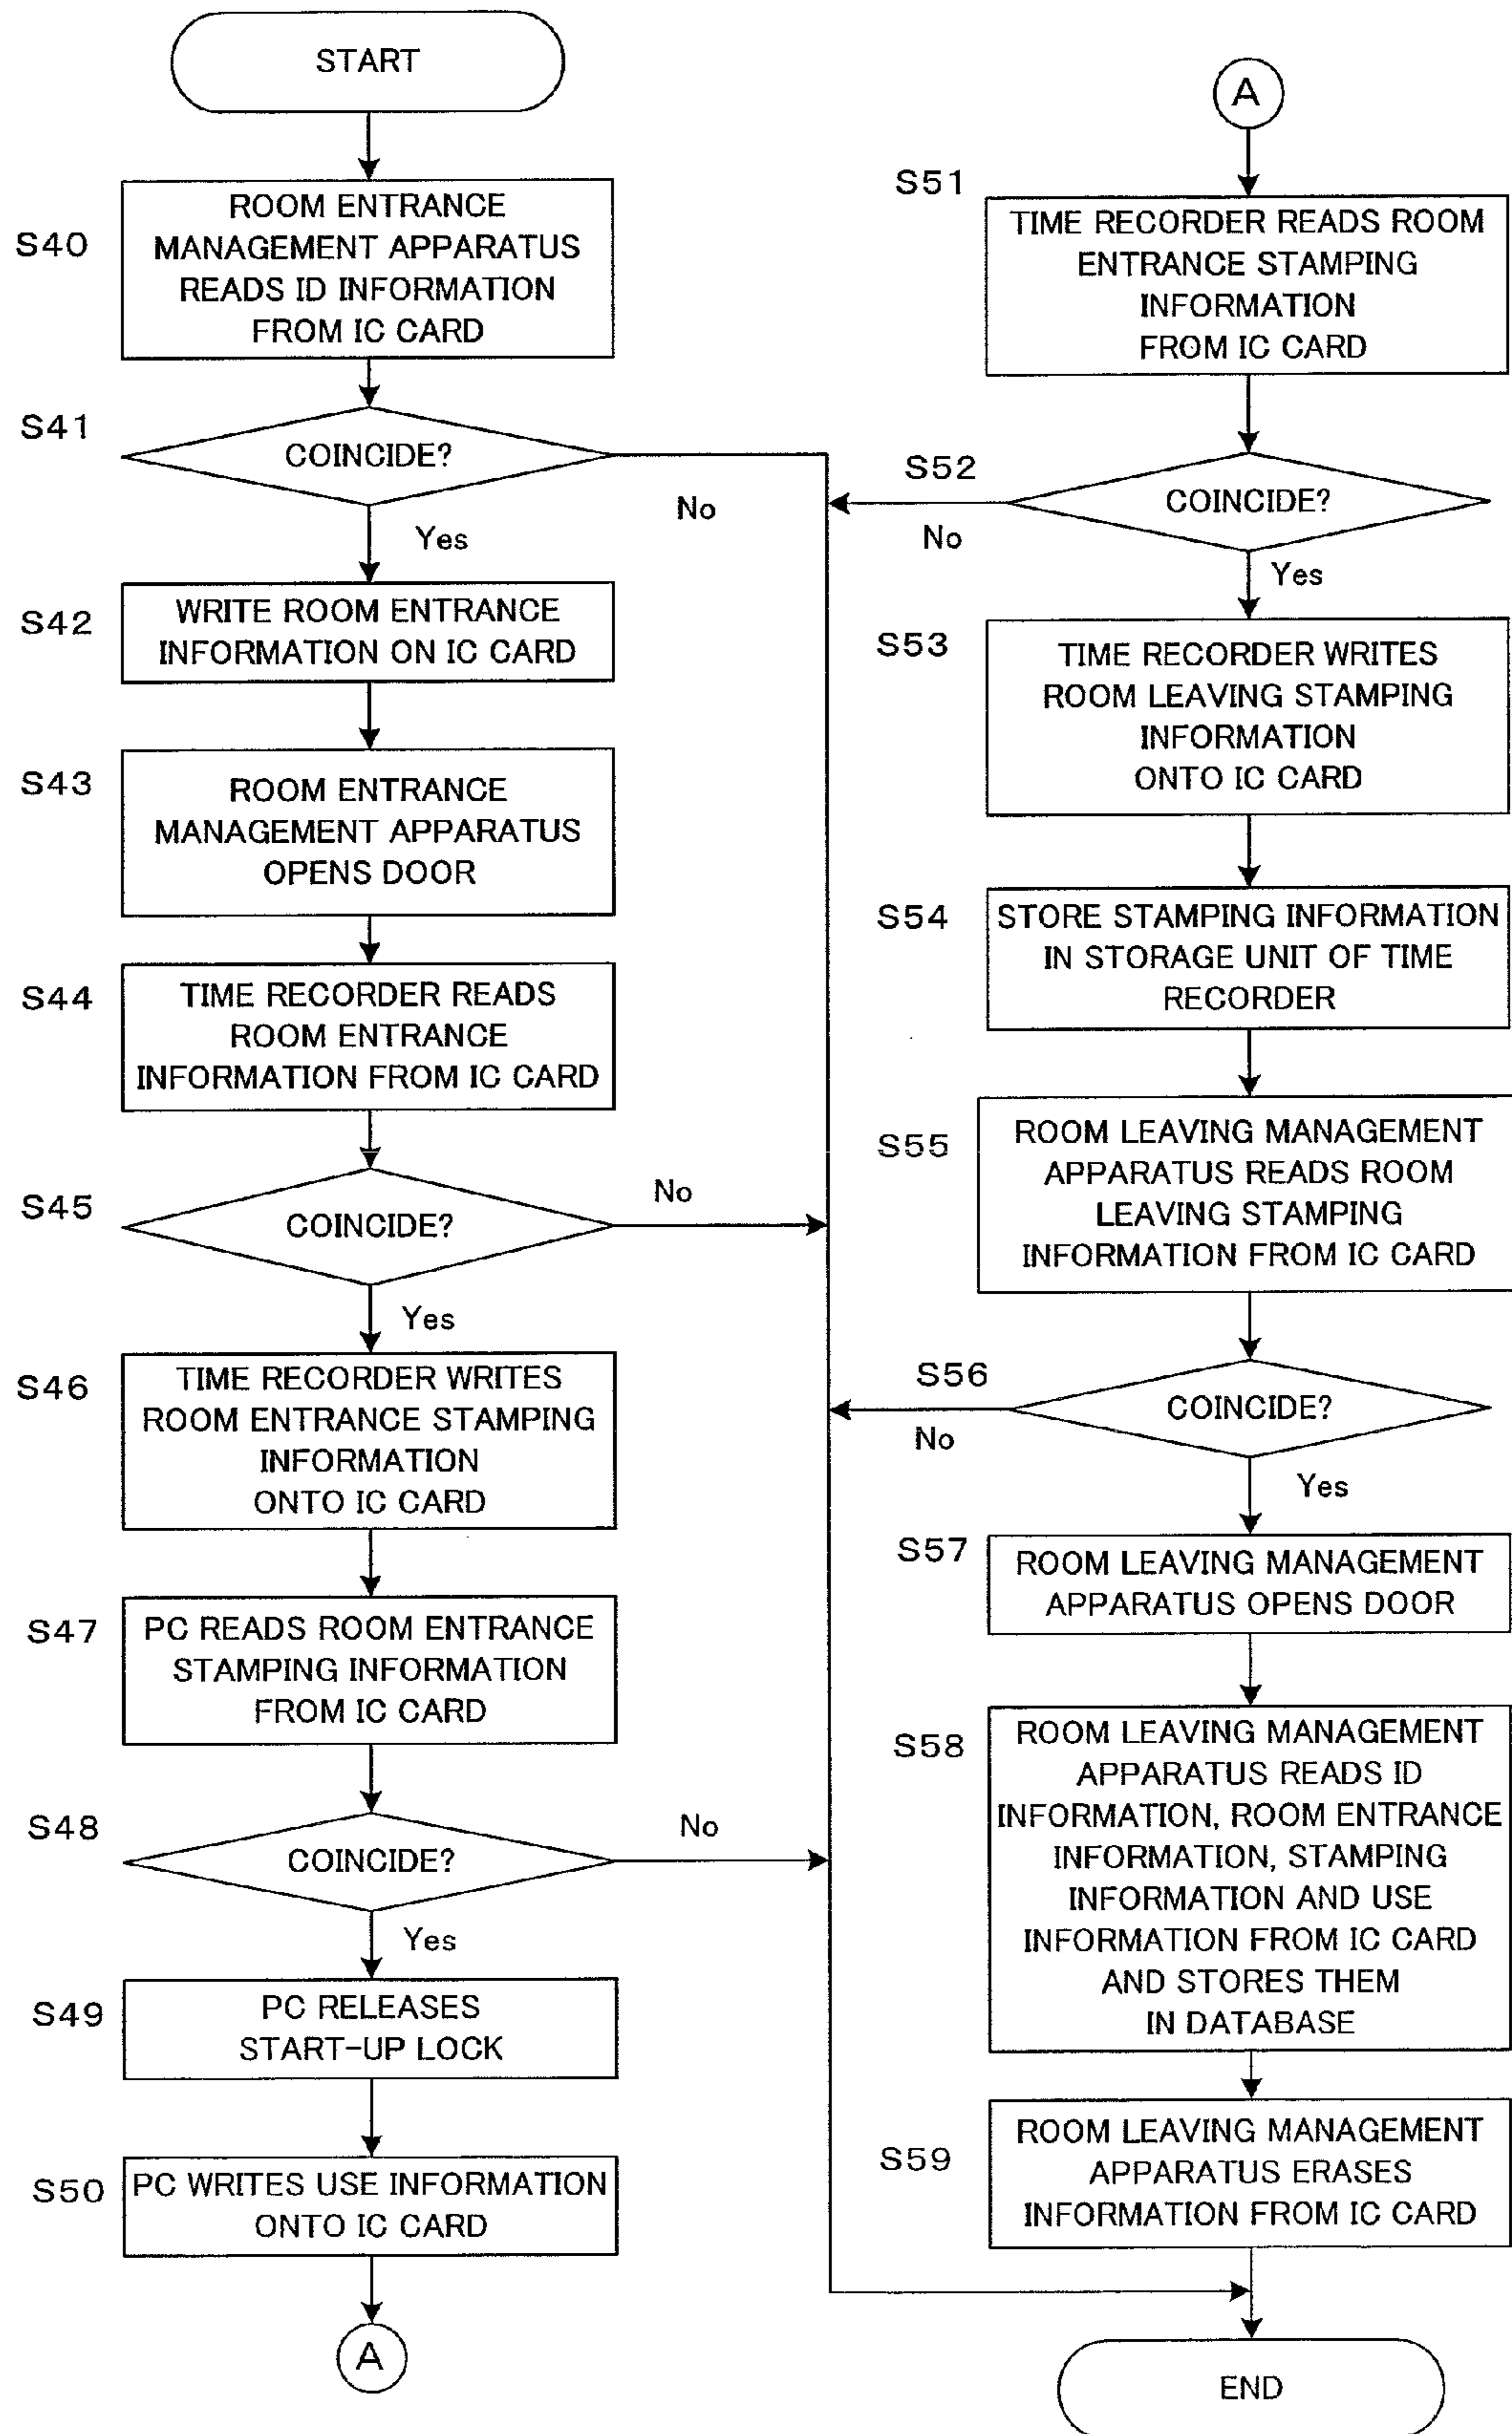 START
S40
ROOM ENTRANCE
MANAGEMENT APPARATUS
READS ID INFORMATION
FROM IC CARD
S41
COINCIDE?
No
Yes
S42
WRITE ROOM ENTRANCE
INFORMATION ON IC CARD
S43
ROOM ENTRANCE
MANAGEMENT APPARATUS
OPENS DOOR
S44
TIME RECORDER READS
ROOM ENTRANCE
INFORMATION FROM IC CARD
S45
COINCIDE?
No
Yes
S46
TIME RECORDER WRITES
ROOM ENTRANCE STAMPING
INFORMATION
ONTO IC CARD
S47
PC READS ROOM ENTRANCE
STAMPING INFORMATION
FROM IC CARD
S48
COINCIDE?
No
Yes
S49
PC RELEASES
START-UP LOCK
S50
PC WRITES USE INFORMATION
ONTO IC CARD
A
A
S51
TIME RECORDER READS ROOM
ENTRANCE STAMPING
INFORMATION
FROM IC CARD
S52
COINCIDE?
No
Yes
S53
TIME RECORDER WRITES
ROOM LEAVING STAMPING
INFORMATION
ONTO IC CARD
S54
STORE STAMPING INFORMATION
IN STORAGE UNIT OF TIME
RECORDER
S55
ROOM LEAVING MANAGEMENT
APPARATUS READS ROOM
LEAVING STAMPING
INFORMATION FROM IC CARD
S56
COINCIDE?
No
Yes
S57
ROOM LEAVING MANAGEMENT
APPARATUS OPENS DOOR
S58
ROOM LEAVING MANAGEMENT
APPARATUS READS ID
INFORMATION, ROOM ENTRANCE
INFORMATION, STAMPING
INFORMATION AND USE
INFORMATION FROM IC CARD
AND STORES THEM
IN DATABASE
S59
ROOM LEAVING MANAGEMENT
APPARATUS ERASES
INFORMATION FROM IC CARD
END